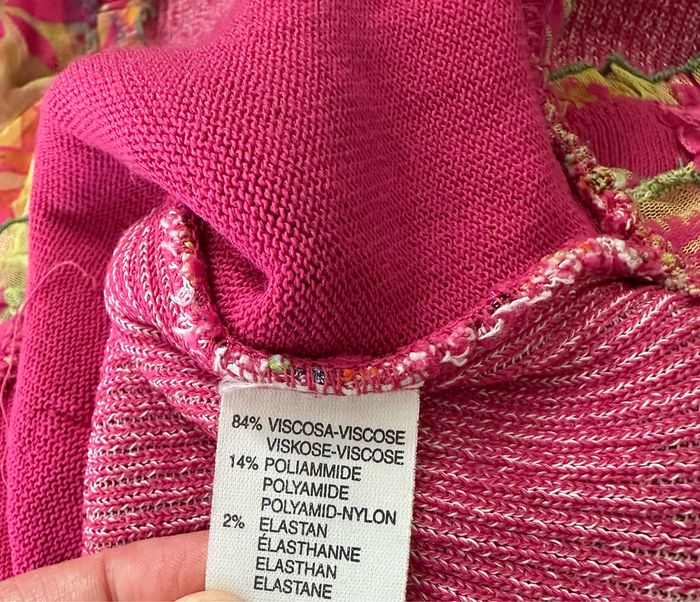 84% VISCOSA-VISCOSE
VISKOSE-VISCOSE
14% POLIAMMIDE
POLYAMIDE
POLYAMID-NYLON
2% ELASTAN
ÉLASTHANNE
ELASTHAN
ELASTANE